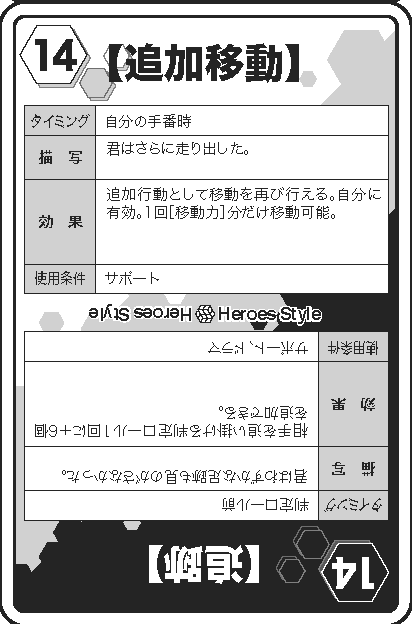 14 【追加移動】
タイミング 自分の手番時
描写 君はさらに走り出した。
効果 追加行動として移動を再び行える。自分に
有効。1回[移動力]分だけ移動可能。
使用条件 サポート
Heroes Style Heroes Style
14 【追跡】
タイミング 判定ロール前
描写 君はわずかな足跡も見のがさなかった。
効果 相手を追い掛ける判定ロール1回に+6個
を追加できる。
使用条件 サポート、ドラマ